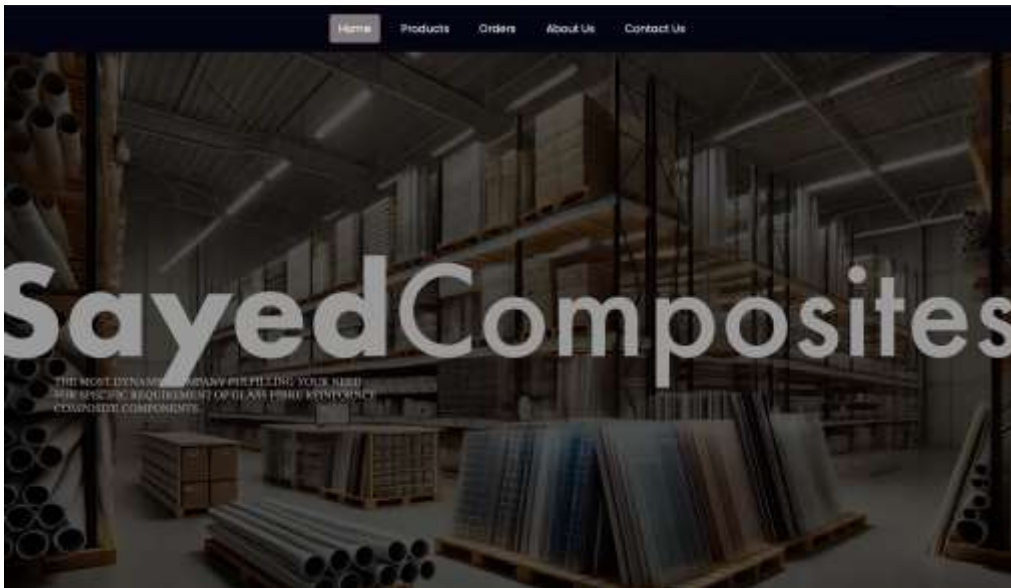 Home Products Orders About Us Contact Us
SayedComposites
THE MOST DYNAMIC COMPANY FULFILLING YOUR NEED
FOR SPECIFIC REQUIREMENT OF GLASS FIBRE REINFORNCE
COMPOSITE COMPONENTS.